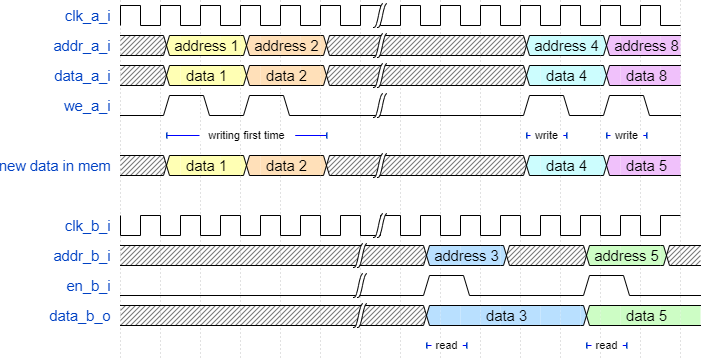 clk_a_i
addr_a_i address 1 address 2 address 4 address 8
data_a_i data 1 data 2 data 4 data 8
we_a_i
writing first time write write
new data in mem data 1 data 2 data 4 data 5
clk_b_i
addr_b_i address 3 address 5
en_b_i
data_b_o data 3 data 5
read read